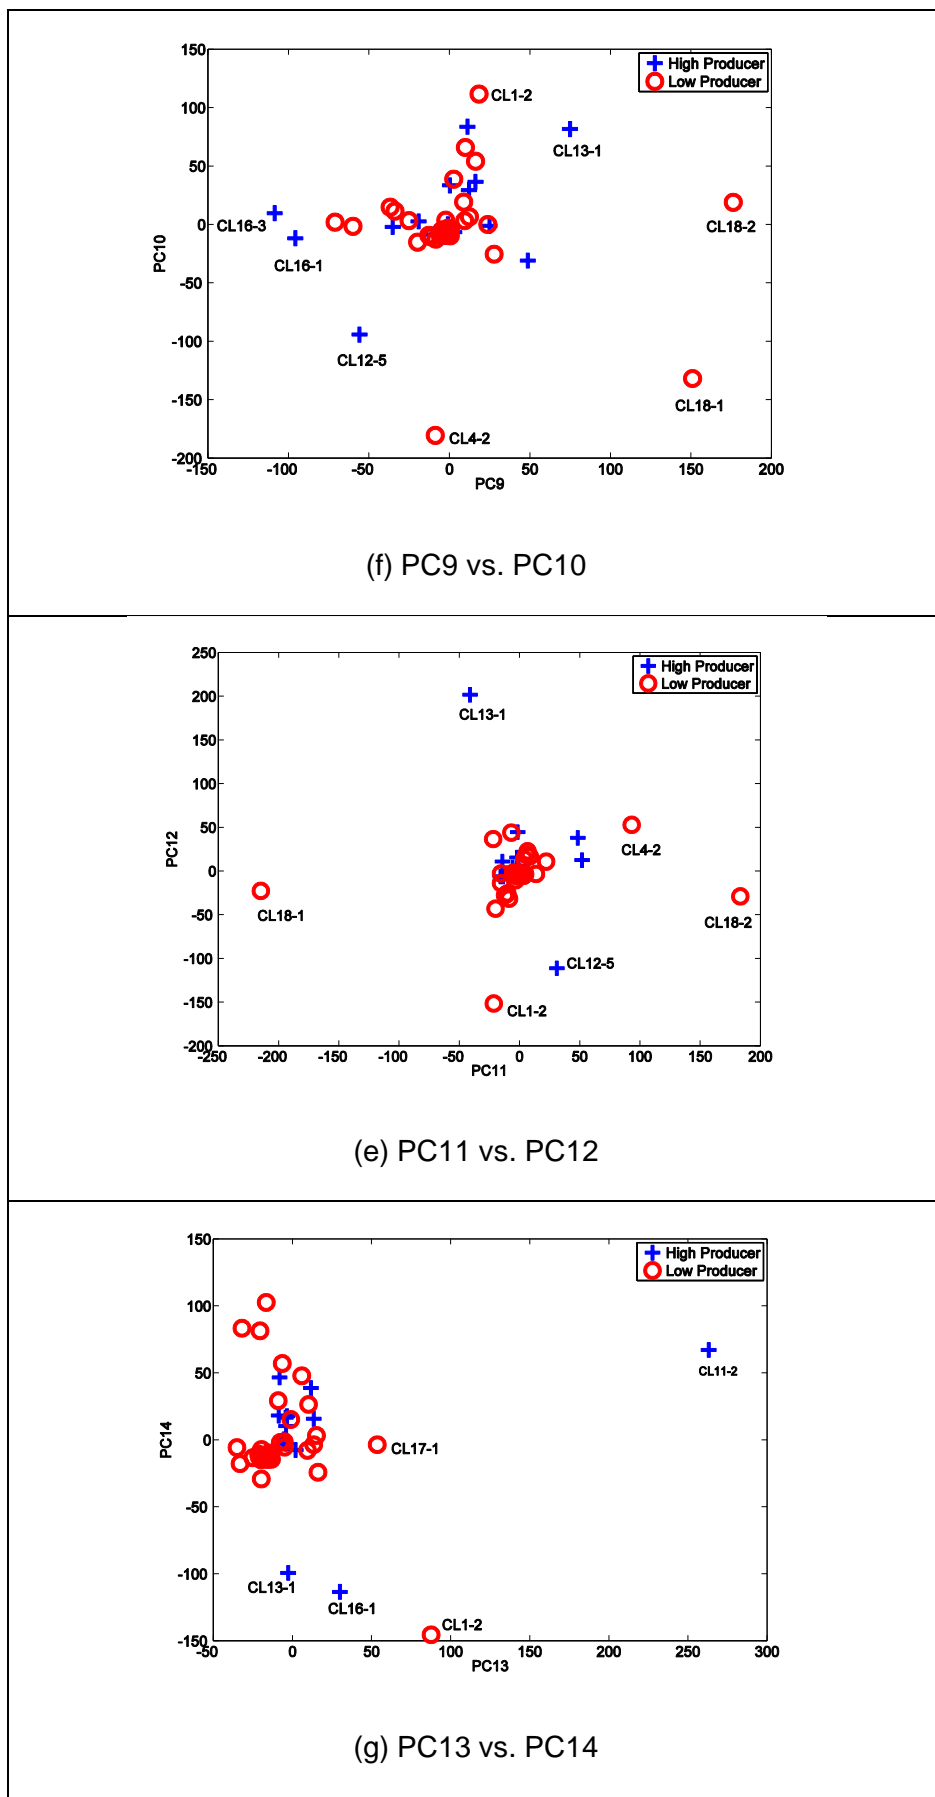 150
High Producer
Low Producer
CL1-2
100
CL13-1
50
CL18-2
0
CL16-3
CL16-1
PC10
-50
CL12-5
-100
CL18-1
-150
CL4-2
-200
-150 -100 -50 0 50 100 150 200
PC9
(f) PC9 vs. PC10
250
High Producer
Low Producer
200
CL13-1
150
100
PC12
50
CL4-2
0
CL18-1
CL18-2
-50
-100
CL12-5
-150
CL1-2
-200
-250 -200 -150 -100 -50 0 50 100 150 200
PC11
(e) PC11 vs. PC12
150
High Producer
Low Producer
100
CL11-2
50
PC14
0
CL17-1
-50
-100
CL13-1
CL16-1
CL1-2
-150
-50 0 50 100 150 200 250 300
PC13
(g) PC13 vs. PC14